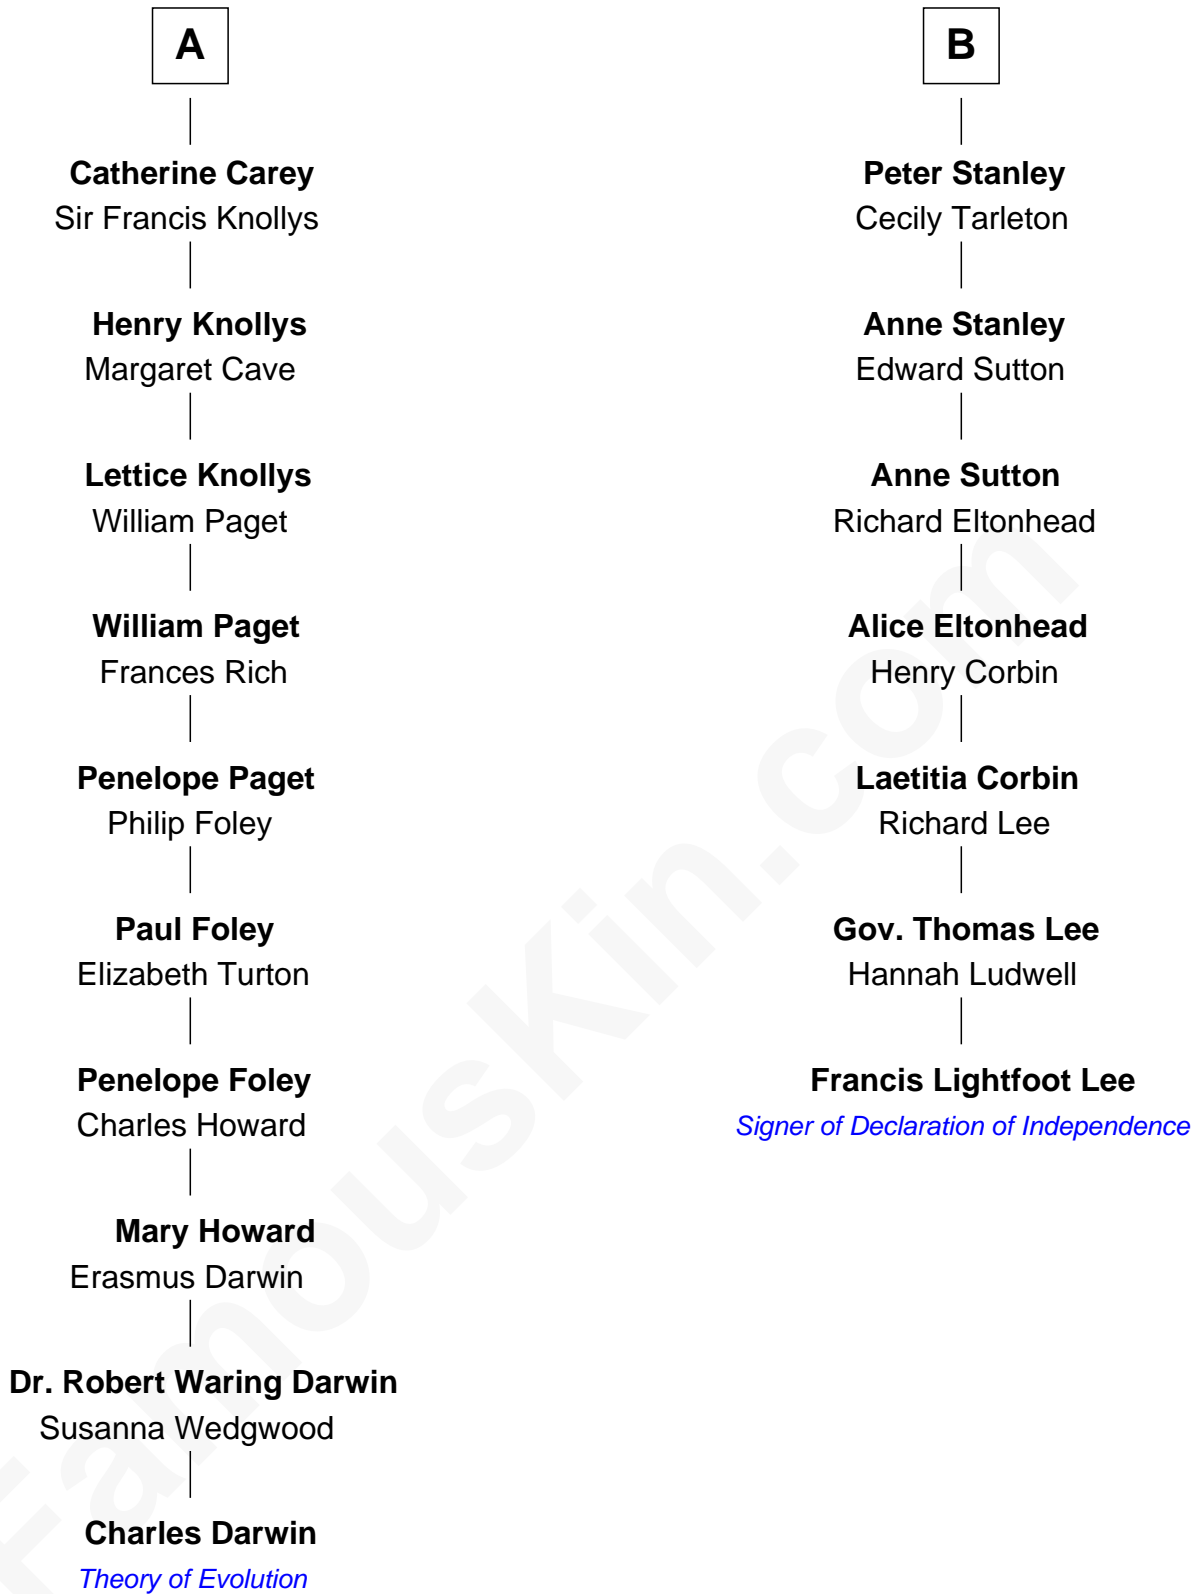 A
Catherine Carey
Sir Francis Knollys
Henry Knollys
Margaret Cave
Lettice Knollys
William Paget
William Paget
Frances Rich
Penelope Paget
Philip Foley
Paul Foley
Elizabeth Turton
Penelope Foley
Charles Howard
Mary Howard
Erasmus Darwin
Dr. Robert Waring Darwin
Susanna Wedgwood
Charles Darwin
Theory of Evolution
B
Peter Stanley
Cecily Tarleton
Anne Stanley
Edward Sutton
Anne Sutton
Richard Eltonhead
Alice Eltonhead
Henry Corbin
Laetitia Corbin
Richard Lee
Gov. Thomas Lee
Hannah Ludwell
Francis Lightfoot Lee
Signer of Declaration of Independence
FamousKin.com